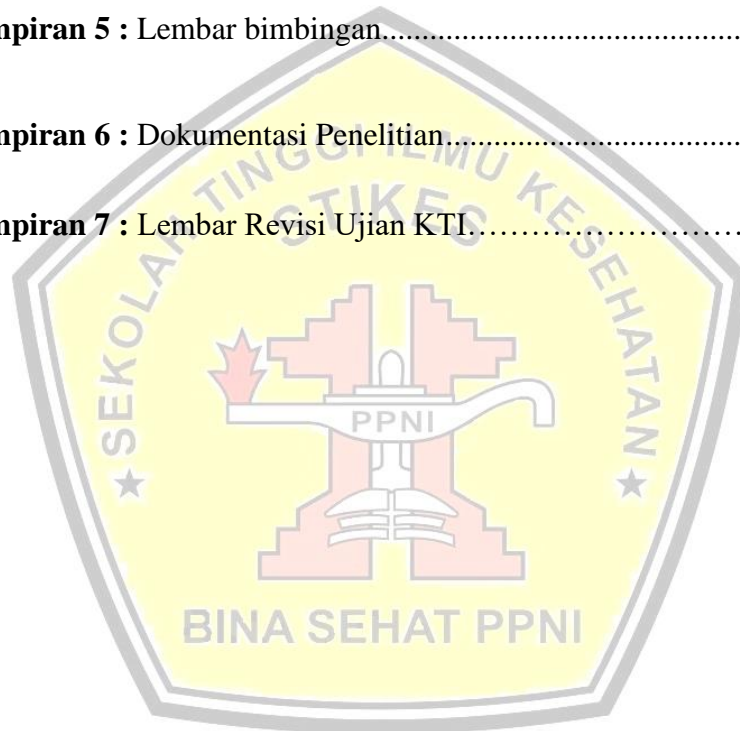 mpiran 5 : Lembar bimbingan............................................
mpiran 6 : Dokumentasi Penelitian........................................
mpiran 7 : Lembar Revisi Ujian KTI…………………………
SEKOLAH TINGGI ILMU KESEHATAN
STIKES
PPNI
BINA SEHAT PPNI